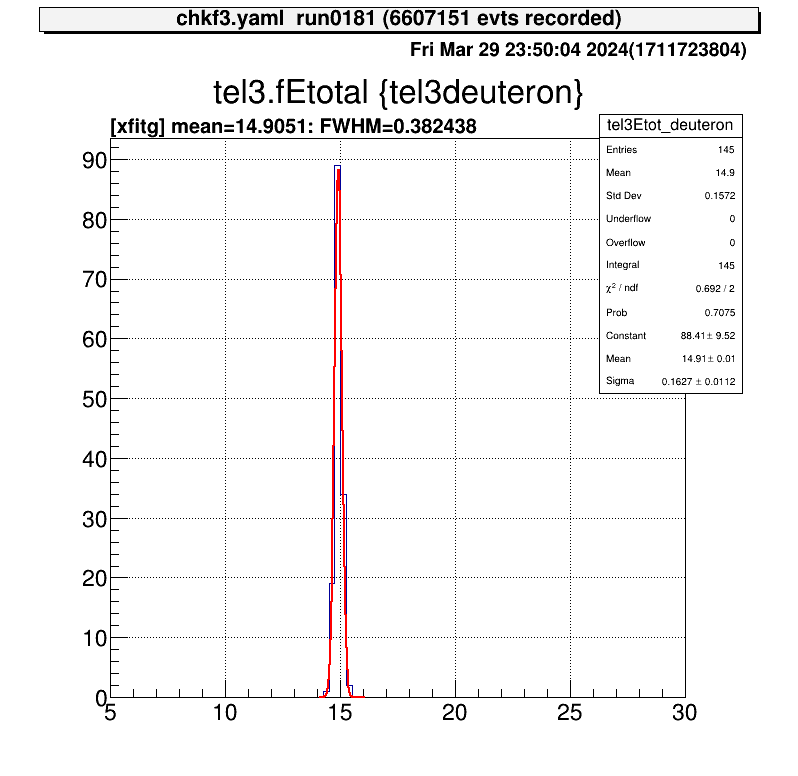 chkf3.yaml run0181 (6607151 evts recorded)
Fri Mar 29 23:50:04 2024(1711723804)
tel3.fEtotal {tel3deuteron}
[xfitg] mean=14.9051: FWHM=0.382438
tel3Etot_deuteron
Entries 145
Mean 14.9
Std Dev 0.1572
Underflow 0
Overflow 0
Integral 145
χ² / ndf 0.692 / 2
Prob 0.7075
Constant 88.41± 9.52
Mean 14.91± 0.01
Sigma 0.1627 ± 0.0112
90
80
70
60
50
40
30
20
10
0
5 10 15 20 25 30